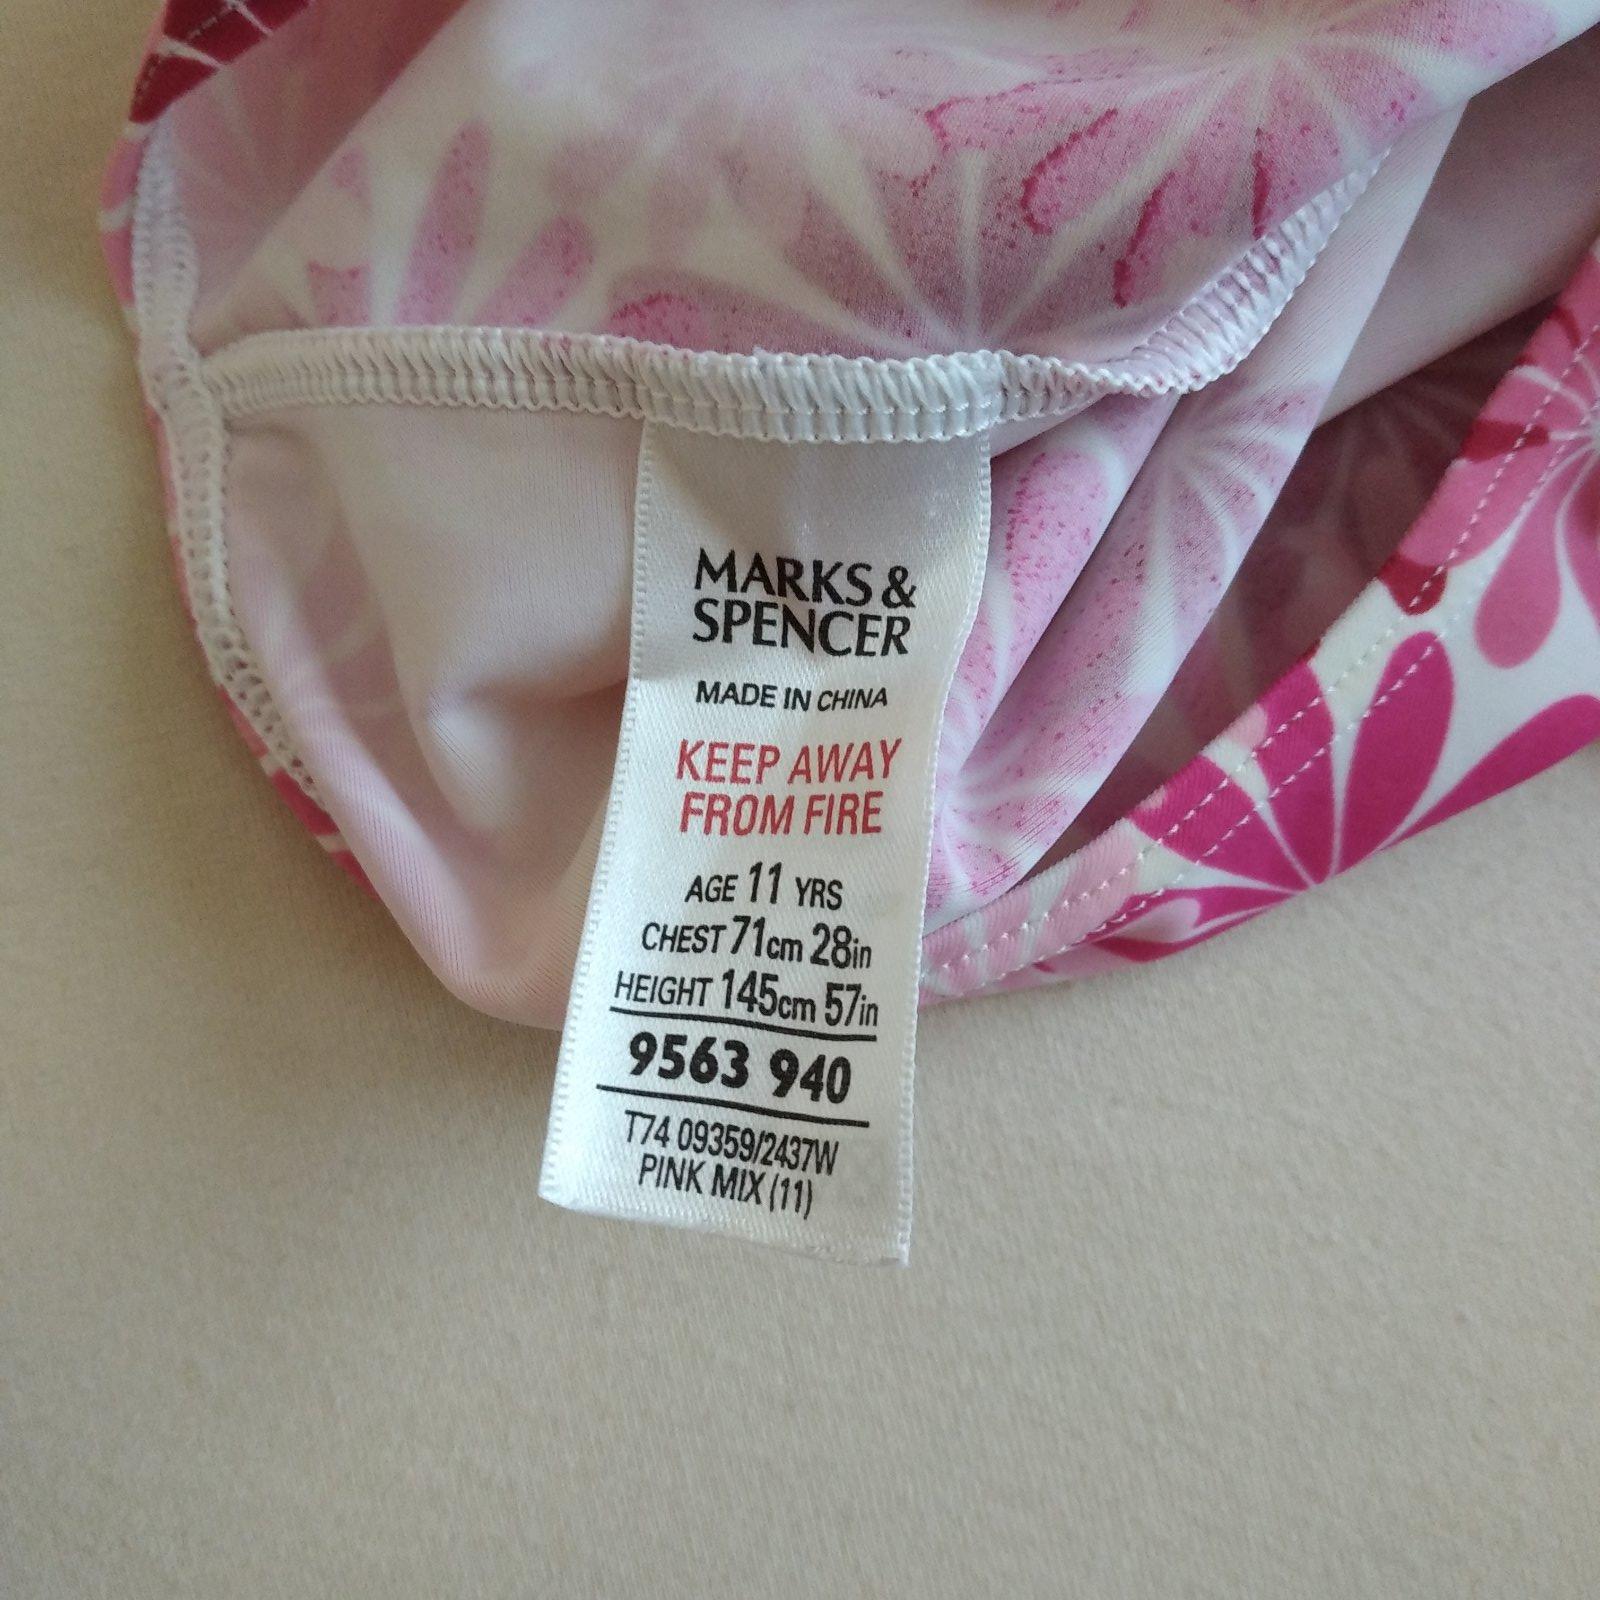 MARKS &
SPENCER
MADE IN CHINA
KEEP AWAY
FROM FIRE
AGE 11 YRS
CHEST 71cm 28in
HEIGHT 145cm 57in
9563 940
T74 09359/2437W
PINK MIX (11)